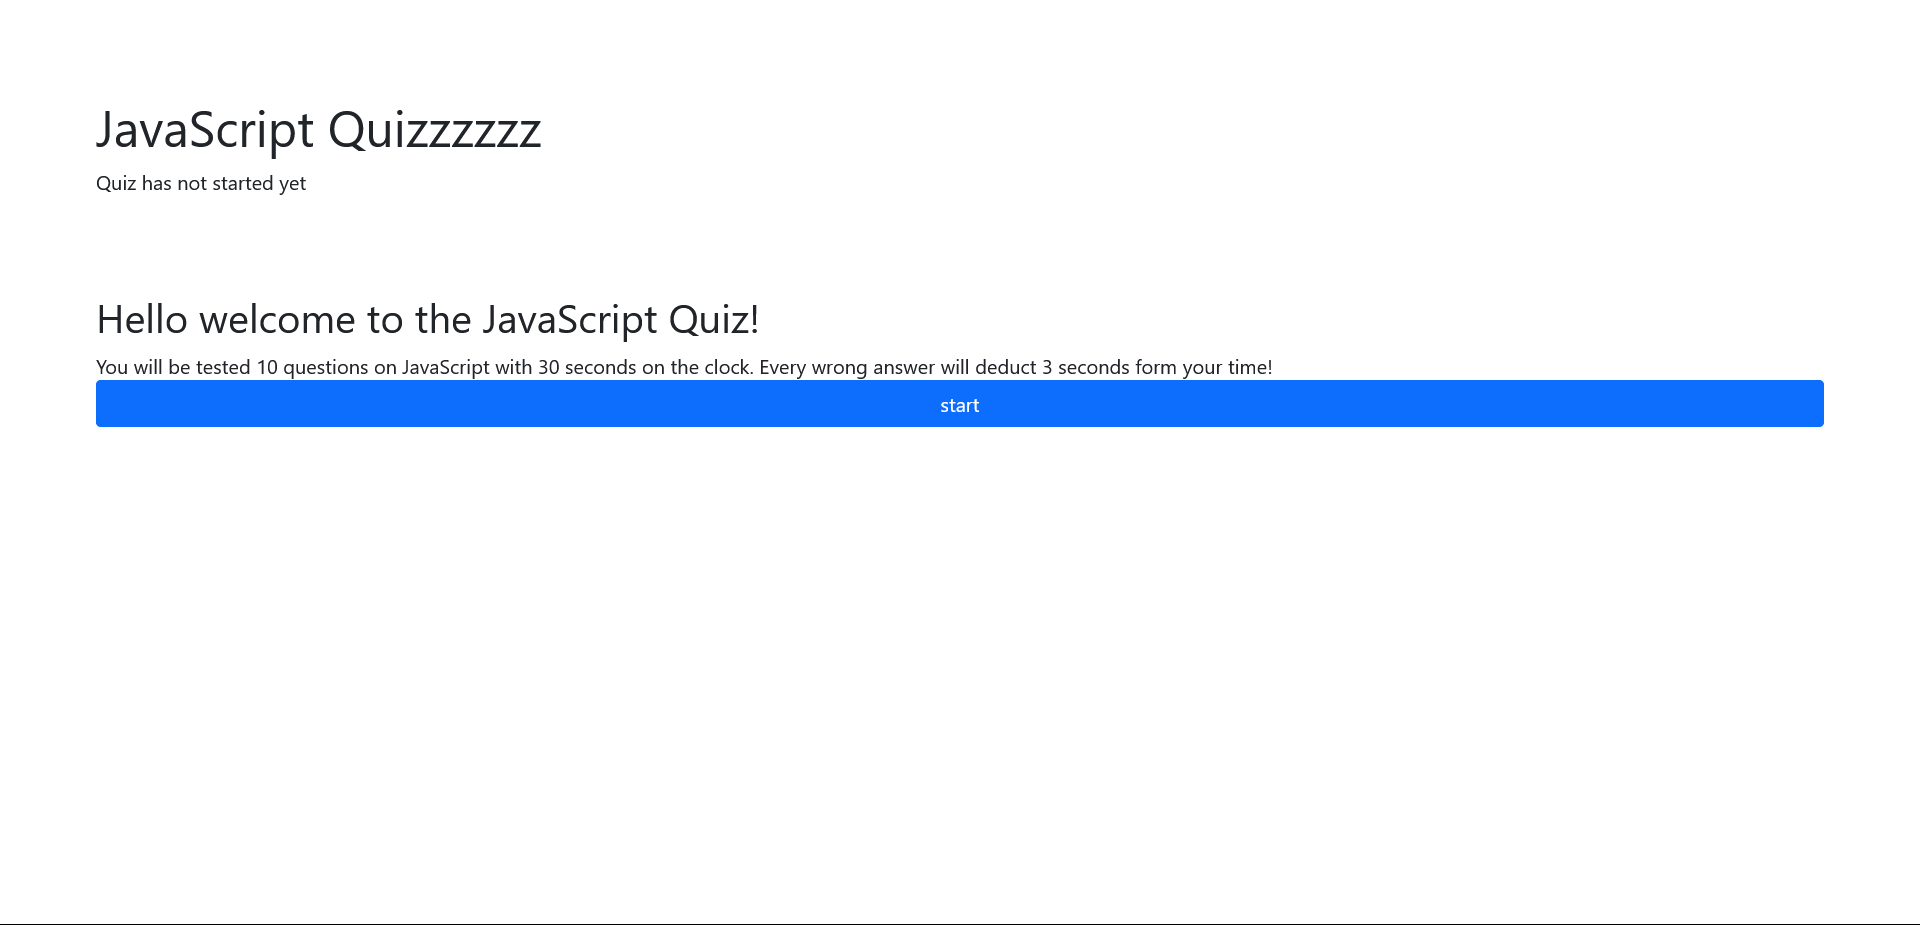 JavaScript Quizzzzzz
Quiz has not started yet
Hello welcome to the JavaScript Quiz!
You will be tested 10 questions on JavaScript with 30 seconds on the clock. Every wrong answer will deduct 3 seconds form your time!
start